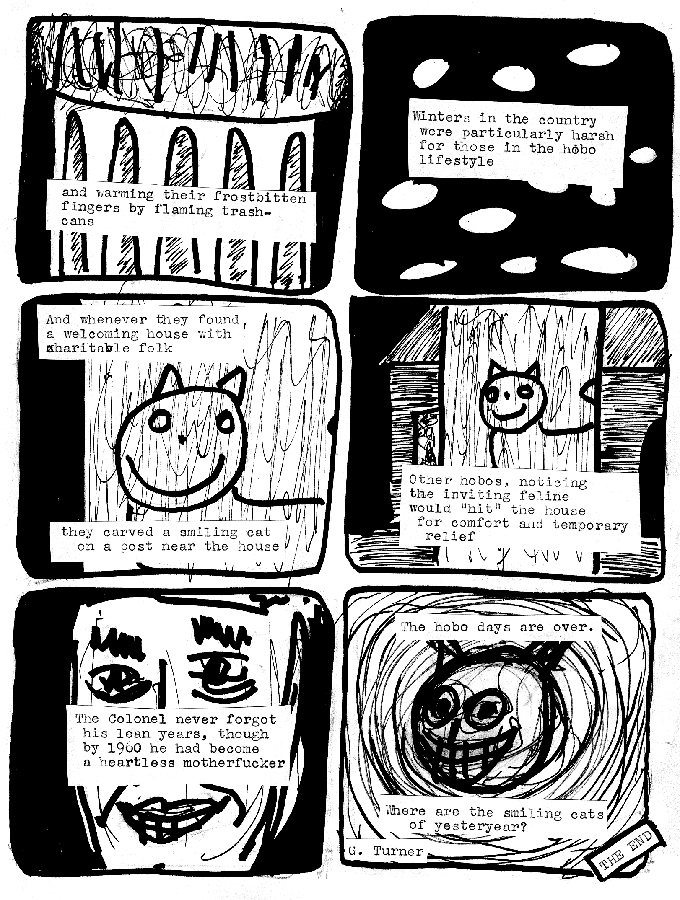 and warming their frostbitten
fingers by flaming trash-
cans
Winters in the country
were particularly harsh
for those in the hobo
lifestyle
And whenever they found
a welcoming house with
charitable folk
they carved a smiling cat
on a post near the house
Other hobos, noticing
the inviting feline
would "hit" the house
for comfort and temporary
relief
The Colonel never forgot
his lean years, though
by 1960 he had become
a heartless motherfucker
The hobo days are over.
Where are the smiling cats
of yesteryear?
G. Turner
THE END